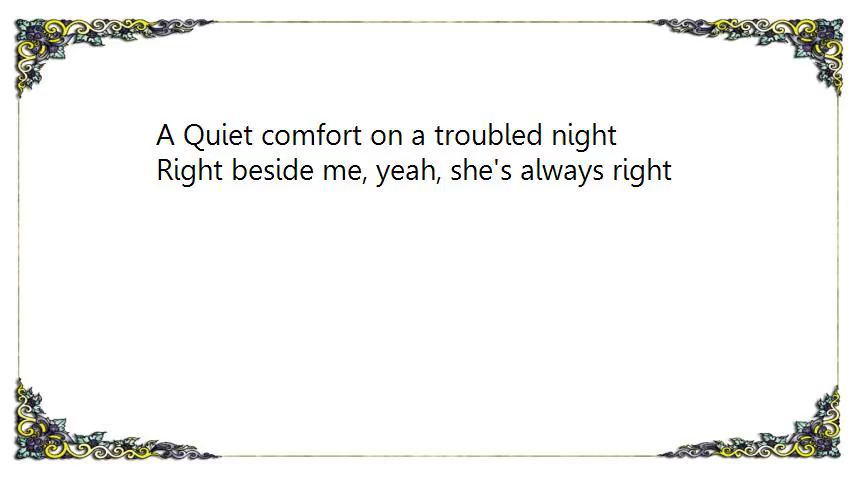 A Quiet comfort on a troubled night
Right beside me, yeah, she's always right